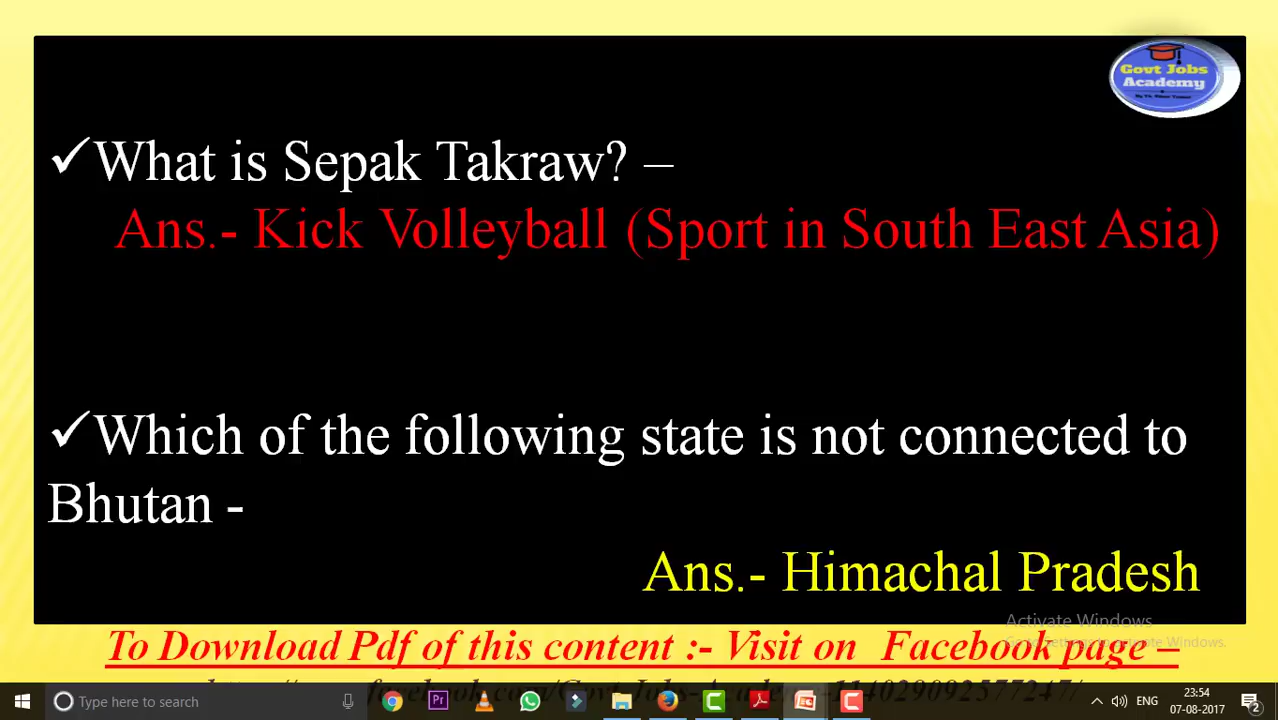 Govt Jobs
Academy
✓What is Sepak Takraw? –
Ans.- Kick Volleyball (Sport in South East Asia)
✓Which of the following state is not connected to
Bhutan -
Ans.- Himachal Pradesh
Activate Windows
To Download Pdf of this content :- Visit on Facebook page –
Type here to search
ENG
23:54
07-08-2017
2